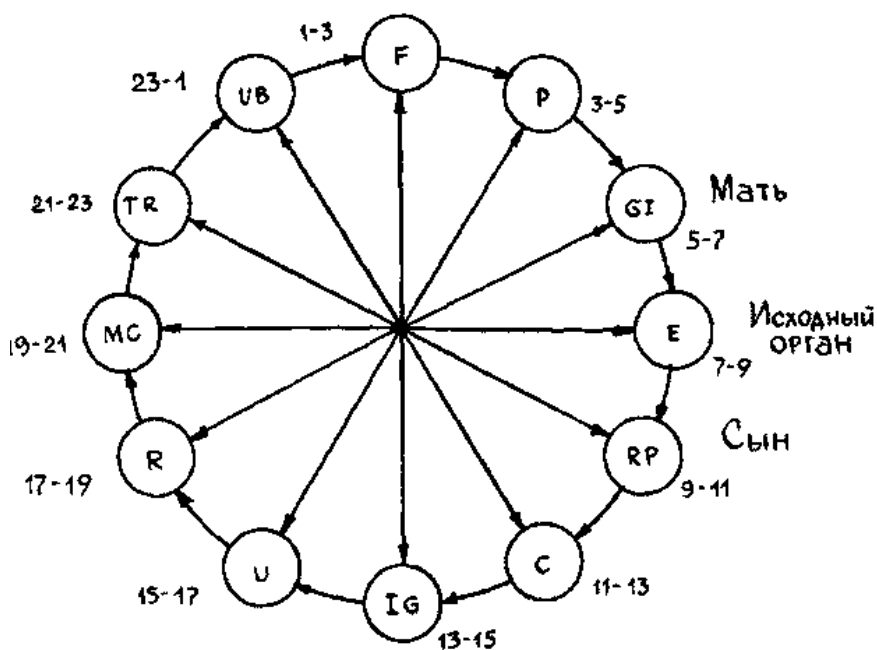 1-3
F
23-1
VB
P
3-5
21-23
TR
GI
Мать
5-7
19-21
MC
E
Исходный
орган
7-9
R
RP
Сын
17-19
9-11
U
C
15-17
IG
11-13
13-15